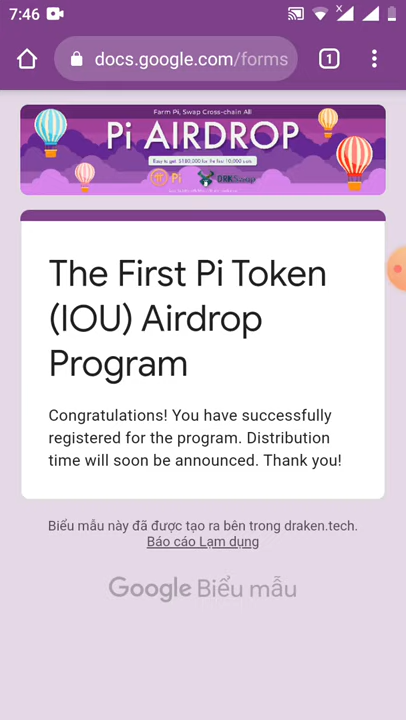 7:46
docs.google.com/forms
1
Farm Pi, Swap Cross-chain All
Pi AIRDROP
Pi
The First Pi Token
(IOU) Airdrop
Program
Congratulations! You have successfully
registered for the program. Distribution
time will soon be announced. Thank you!
Biểu mẫu này đã được tạo ra bên trong draken.tech.
Báo cáo Lạm dụng
Google Biểu mẫu